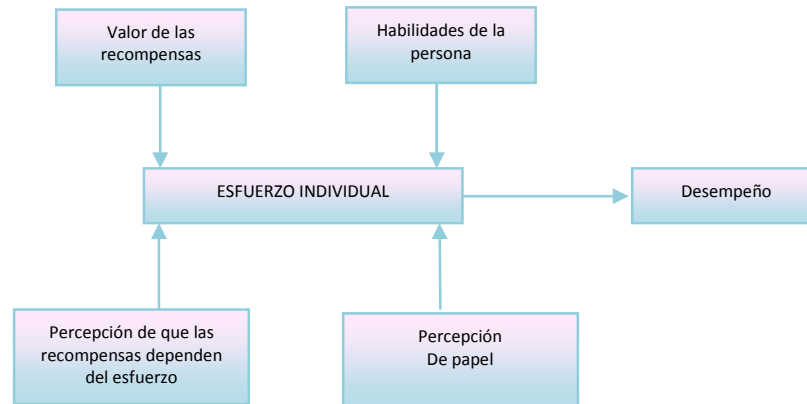 Valor de las
recompensas
Habilidades de la
persona
ESFUERZO INDIVIDUAL
Desempeño
Percepción de que las
recompensas dependen
del esfuerzo
Percepción
De papel